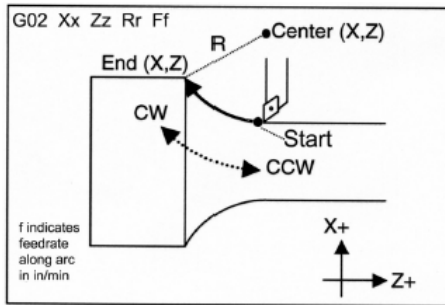 G02 Xx Zz Rr Ff
R
Center (X,Z)
End (X,Z)
CW
Start
CCW
f indicates
feedrate
along arc
in in/min
X+
Z+